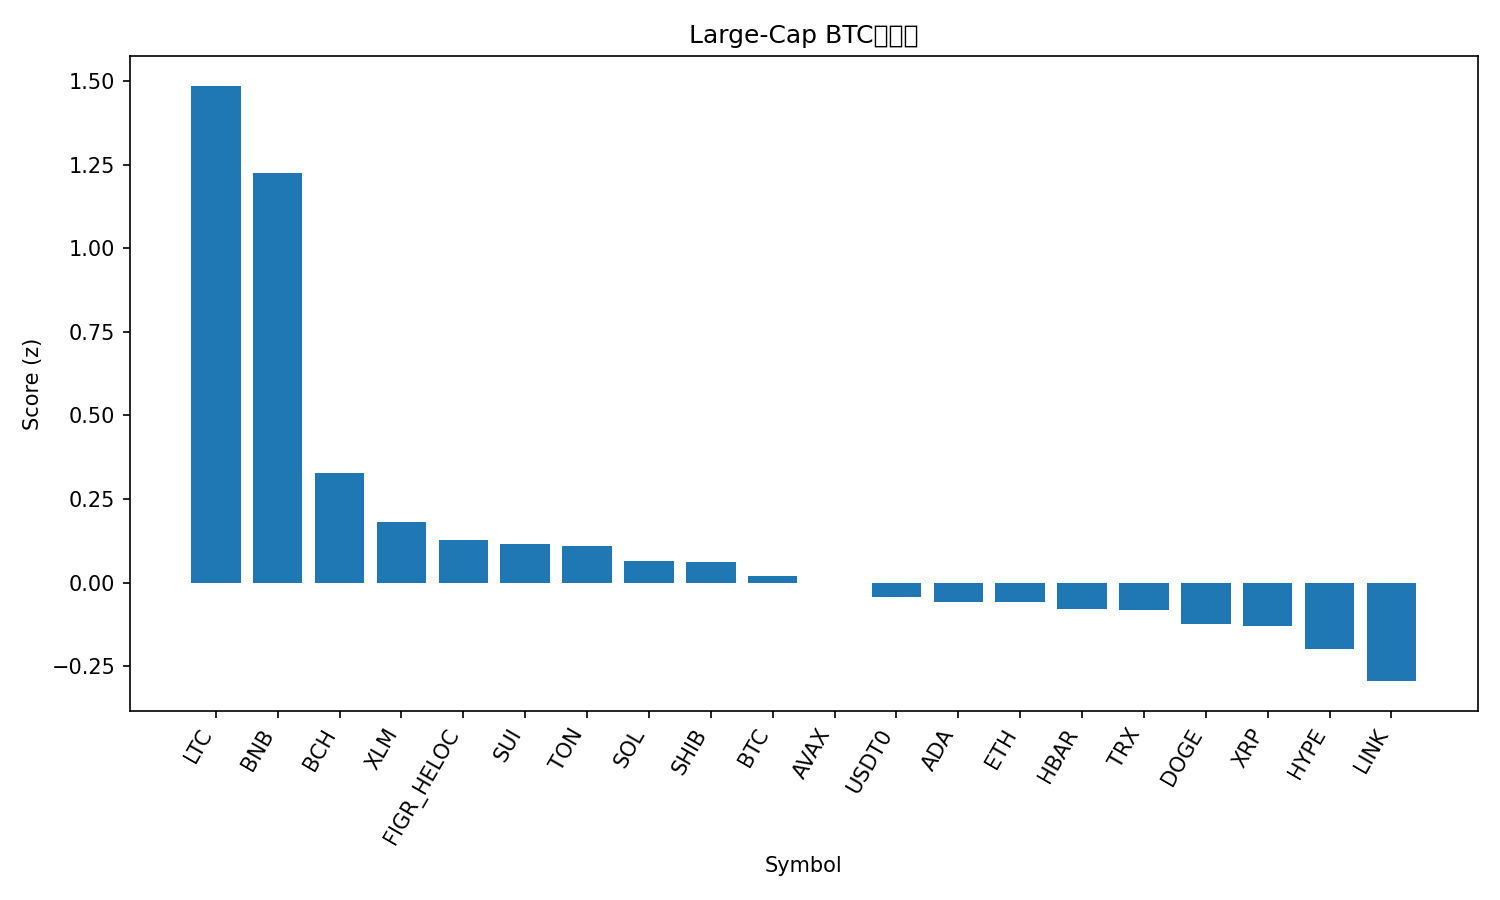 Large-Cap BTC
1.50
1.25
1.00
0.75
0.50
0.25
0.00
−0.25
Score (z)
LTC
BNB
BCH
XLM
FIGR_HELOC
SUI
TON
SOL
SHIB
BTC
AVAX
USDT0
ADA
ETH
HBAR
TRX
DOGE
XRP
HYPE
LINK
Symbol